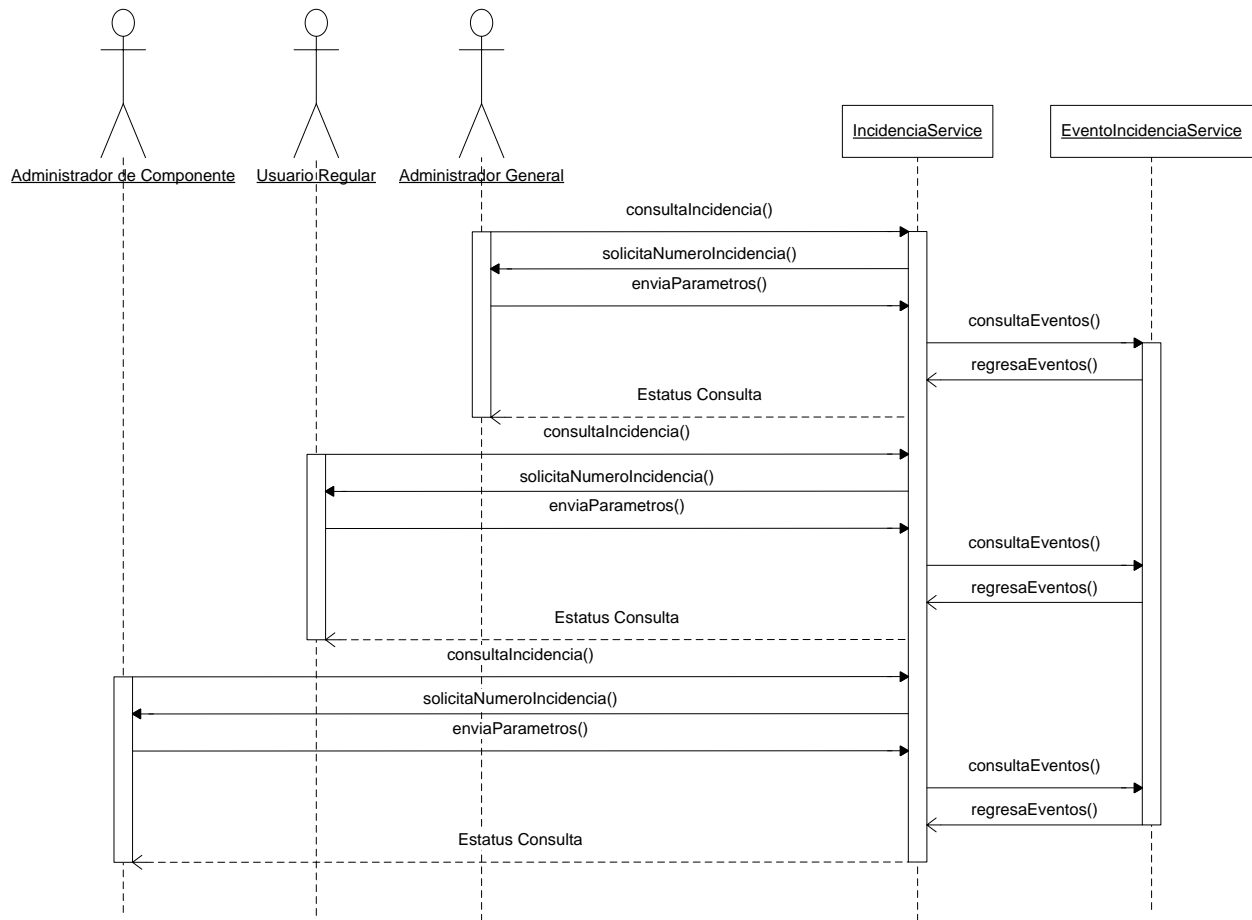 IncidenciaService
EventoIncidenciaService
Administrador de Componente
Usuario Regular
Administrador General
consultaIncidencia()
solicitaNumeroIncidencia()
enviaParametros()
consultaEventos()
regresaEventos()
Estatus Consulta
consultaIncidencia()
solicitaNumeroIncidencia()
enviaParametros()
consultaEventos()
regresaEventos()
Estatus Consulta
consultaIncidencia()
solicitaNumeroIncidencia()
enviaParametros()
consultaEventos()
regresaEventos()
Estatus Consulta